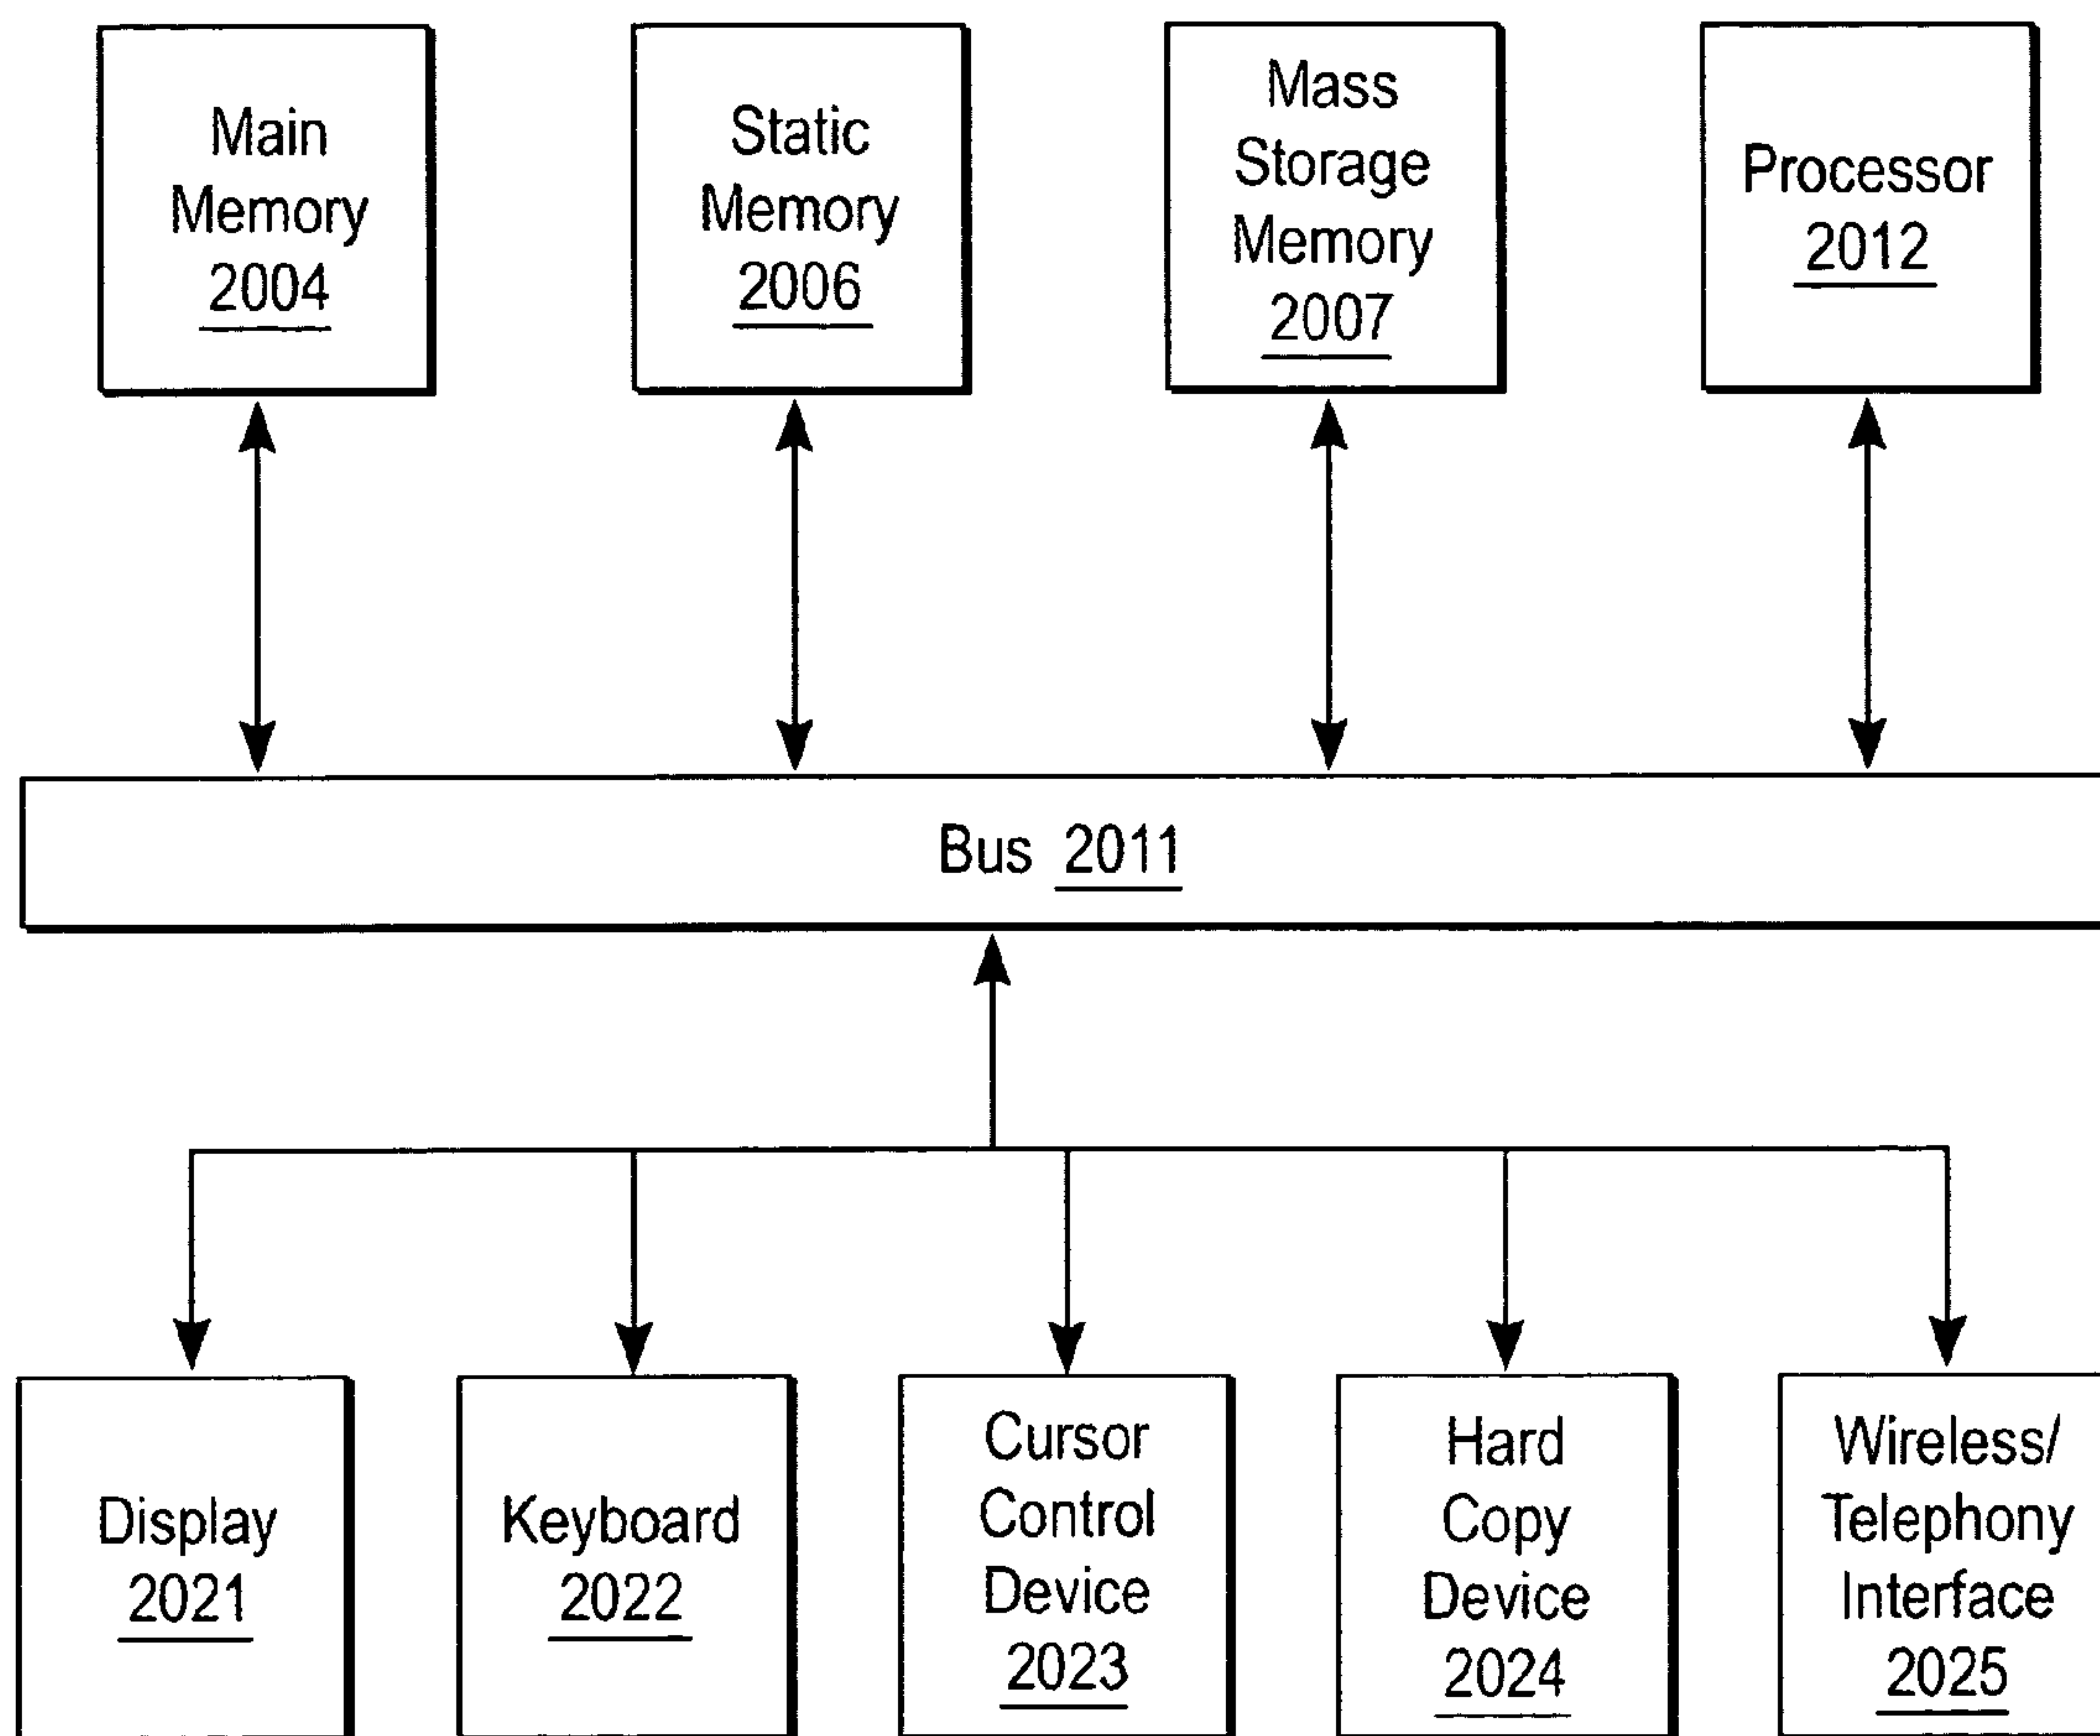 Main
Memory
2004
Static
Memory
2006
Mass
Storage
Memory
2007
Processor
2012
Bus 2011
Display
2021
Keyboard
2022
Cursor
Control
Device
2023
Hard
Copy
Device
2024
Wireless/
Telephony
Interface
2025